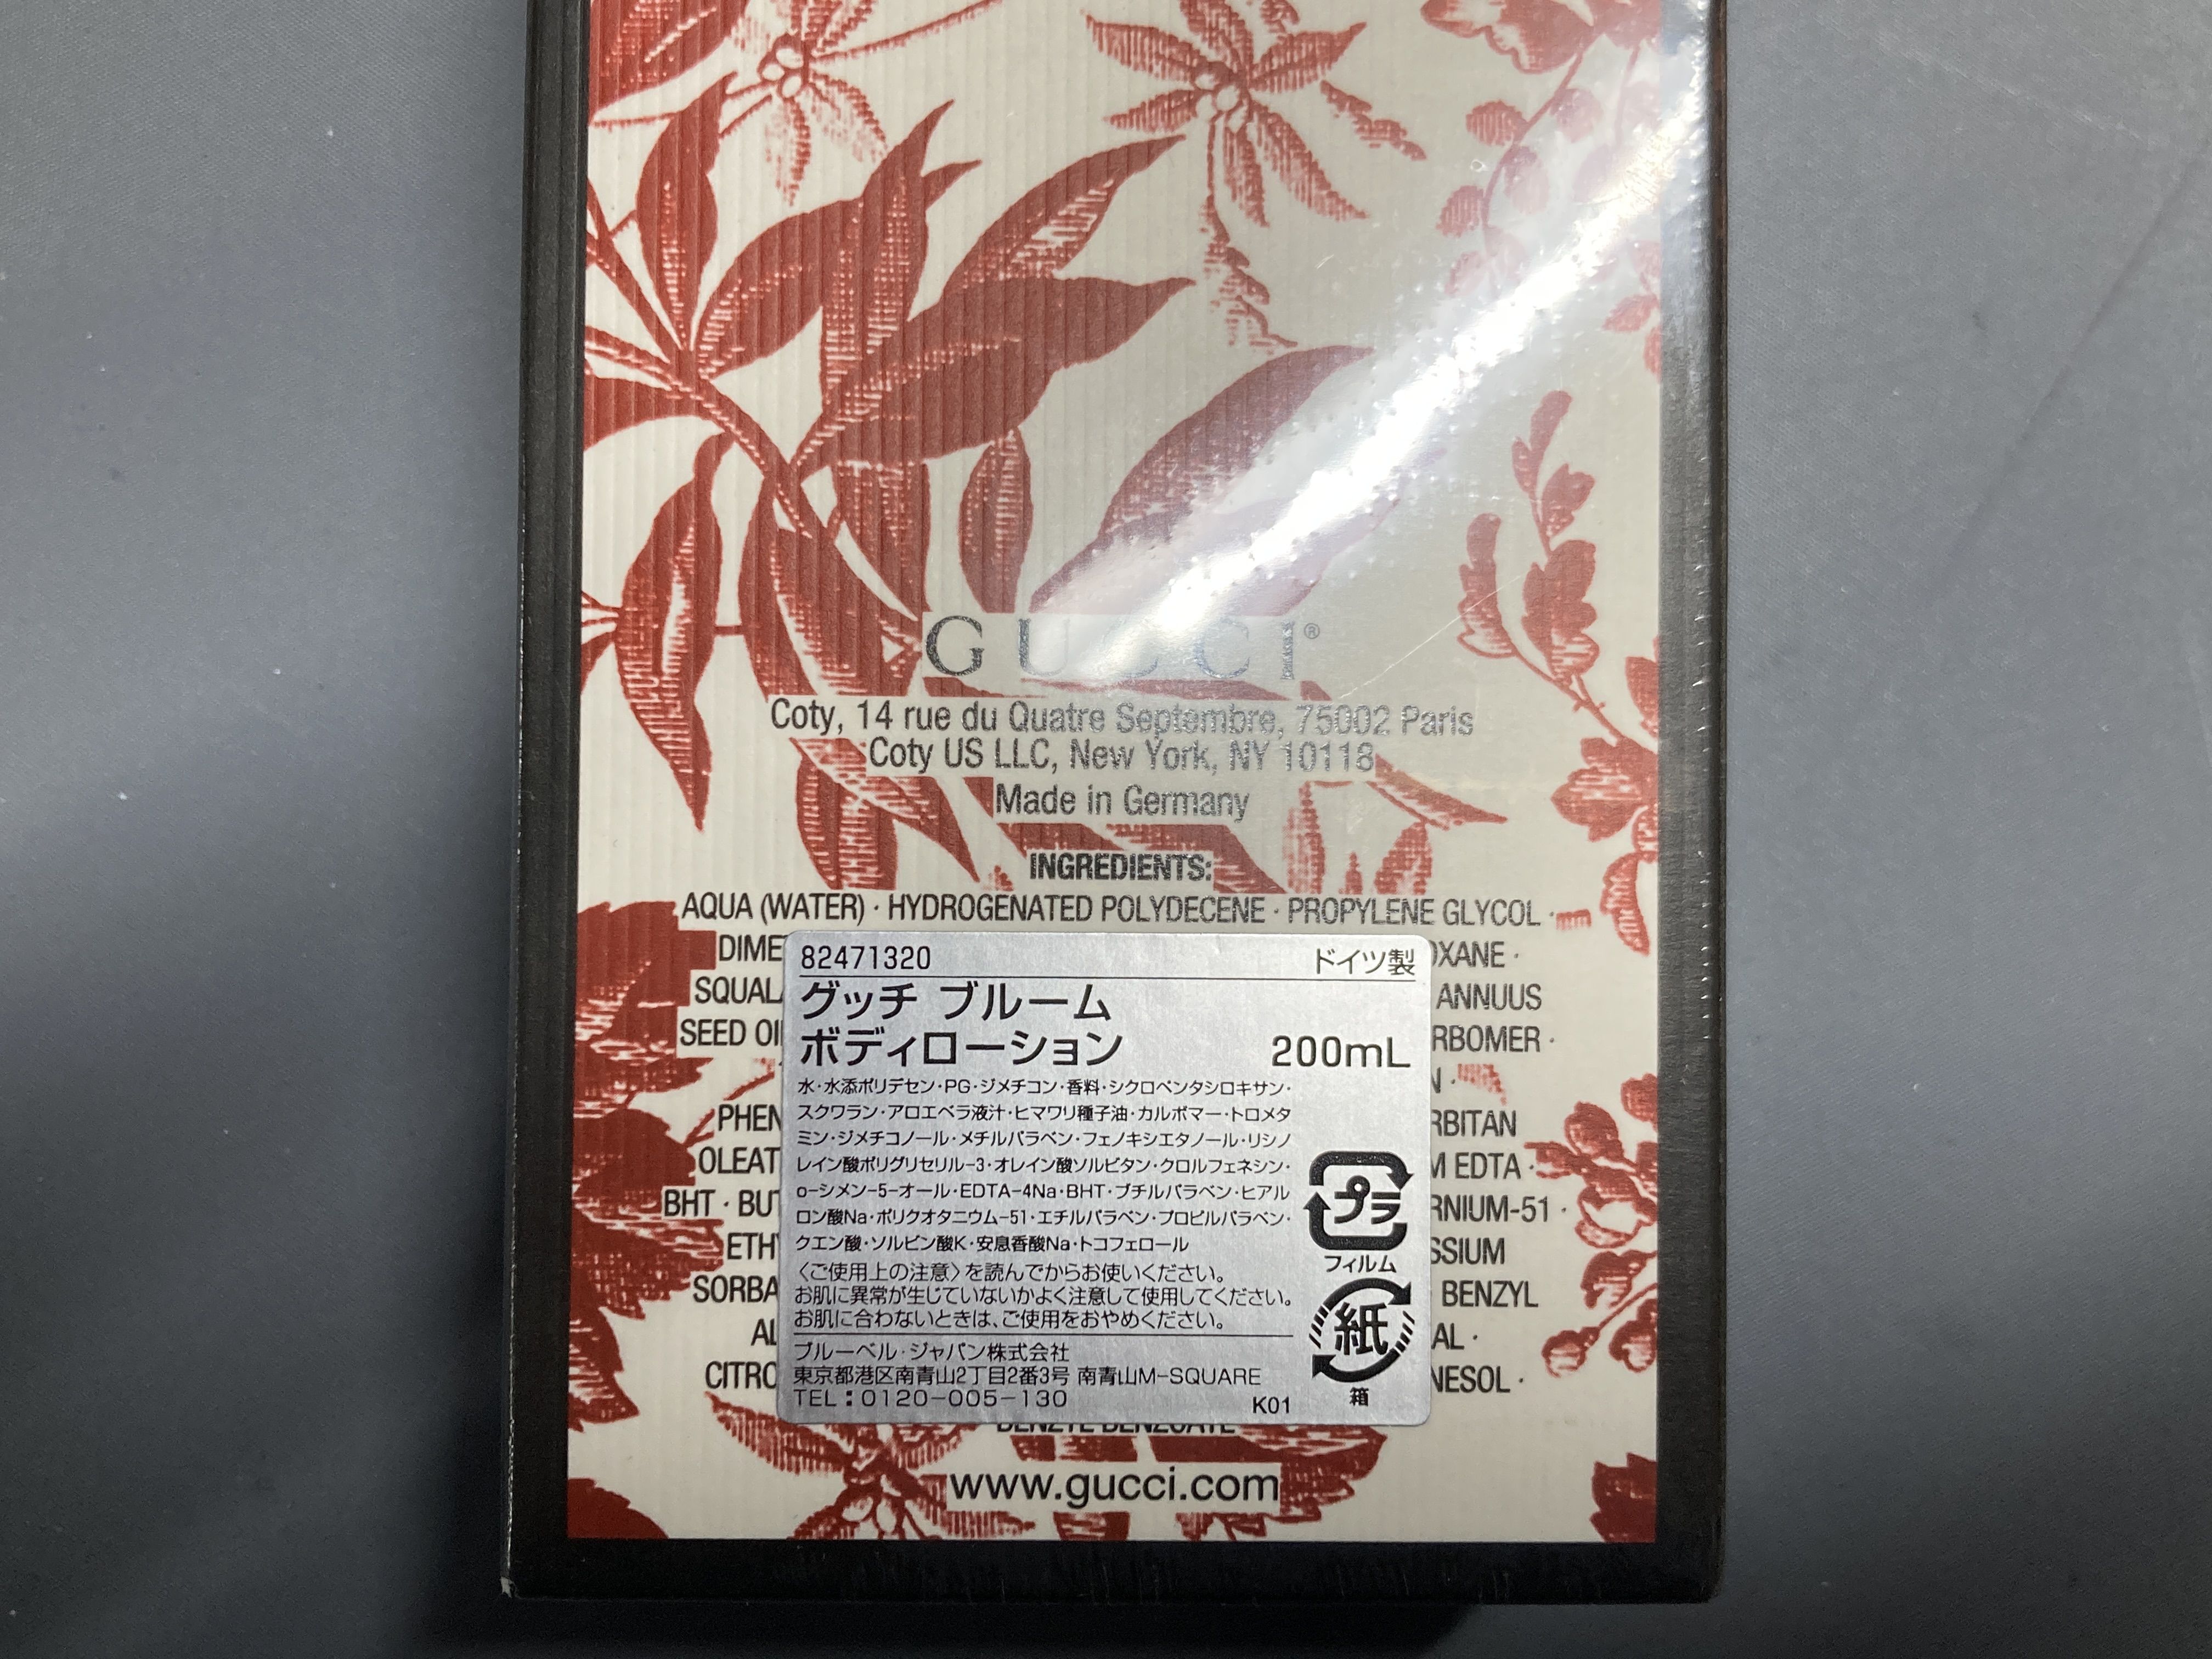 GUCCI®
Coty, 14 rue du Quatre Septembre, 75002 Paris
Coty US LLC, New York, NY 10118
Made in Germany
INGREDIENTS:
AQUA (WATER) · HYDROGENATED POLYDECENE · PROPYLENE GLYCOL ·
DIME
OXANE ·
SQUAL
ANNUUS
SEED OI
RBOMER ·
N ·
PHEN
RBITAN
OLEAT
M EDTA ·
BHT · BUT
RNIUM-51 ·
ETH
SSIUM
SORBA
BENZYL
AL
AL ·
CITRO
NESOL ·
BENZYL BENZOATE
www.gucci.com
82471320 ドイツ製
グッチ ブルーム
ボディローション 200mL
水・水添ポリデセン・PG・ジメチコン・香料・シクロペンタシロキサン・
スクワラン・アロエベラ液汁・ヒマワリ種子油・カルボマー・トロメタ
ミン・ジメチコノール・メチルパラベン・フェノキシエタノール・リシノ
レイン酸ポリグリセリル-3・オレイン酸ソルビタン・クロルフェネシン・
o-シメン-5-オール・EDTA-4Na・BHT・ブチルパラベン・ヒアル
ロン酸Na・ポリクオタニウム-51・エチルパラベン・プロピルパラベン・
クエン酸・ソルビン酸K・安息香酸Na・トコフェロール
〈ご使用上の注意〉を読んでからお使いください。
お肌に異常が生じていないかよく注意して使用してください。
お肌に合わないときは、ご使用をおやめください。
ブルーベル・ジャパン株式会社
東京都港区南青山2丁目2番3号 南青山M-SQUARE
TEL：0120-005-130 K01
プラ
フィルム
紙
箱